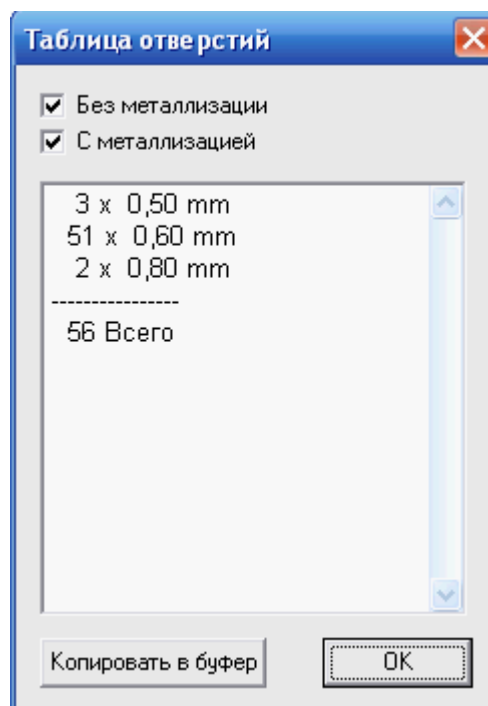 Таблица отверстий
Без металлизации
С металлизацией
3 x 0,50 mm
51 x 0,60 mm
2 x 0,80 mm
----------------
56 Всего
Копировать в буфер
OK